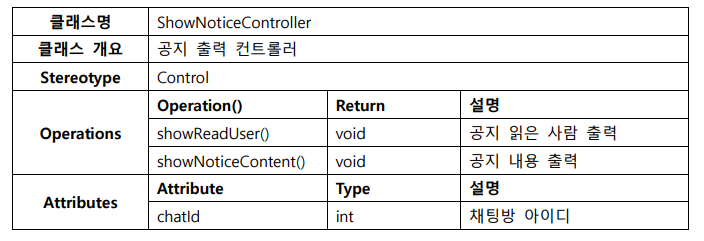 클래스명 ShowNoticeController
클래스 개요 공지 출력 컨트롤러
Stereotype Control
Operations
Operation() Return 설명
showReadUser() void 공지 읽은 사람 출력
showNoticeContent() void 공지 내용 출력
Attributes
Attribute Type 설명
chatId int 채팅방 아이디